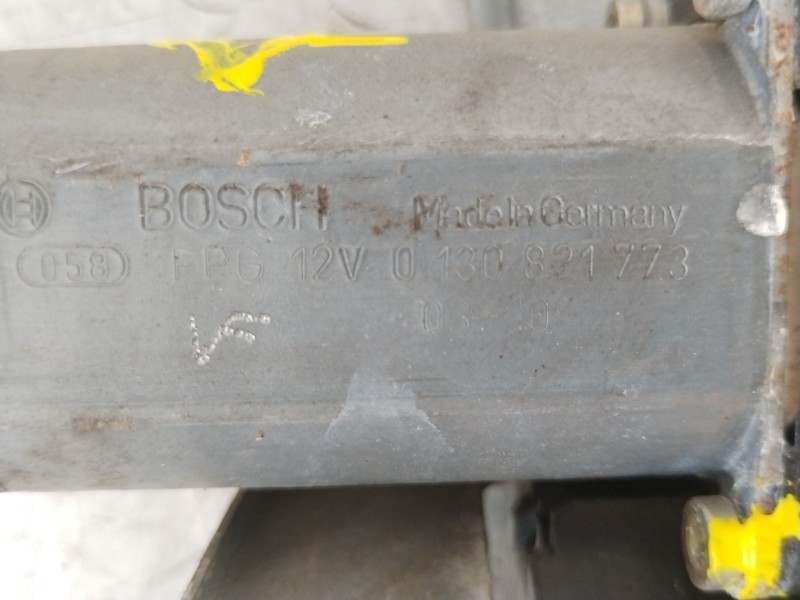 BOSCH Made in Germany
058 FPG 12V 0 130 821 773